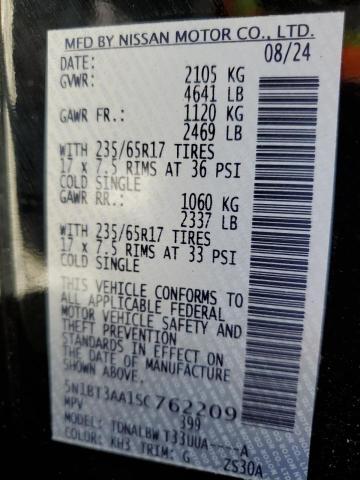 MFD BY NISSAN MOTOR CO., LTD.
DATE: 08/24
GVWR: 2105 KG
4641 LB
GAWR FR.: 1120 KG
2469 LB
WITH 235/65R17 TIRES
17 x 7.5 RIMS AT 36 PSI
COLD SINGLE
GAWR RR.: 1060 KG
2337 LB
WITH 235/65R17 TIRES
17 x 7.5 RIMS AT 33 PSI
COLD SINGLE
THIS VEHICLE CONFORMS TO
ALL APPLICABLE FEDERAL
MOTOR VEHICLE SAFETY AND
THEFT PREVENTION
STANDARDS IN EFFECT ON
THE DATE OF MANUFACTURE
SHOWN ABOVE.
5N1BT3AA1SC762209
MPV 399
MODEL: TDNALBW T33UUA----A
COLOR: KH3 TRIM: G ZS30A